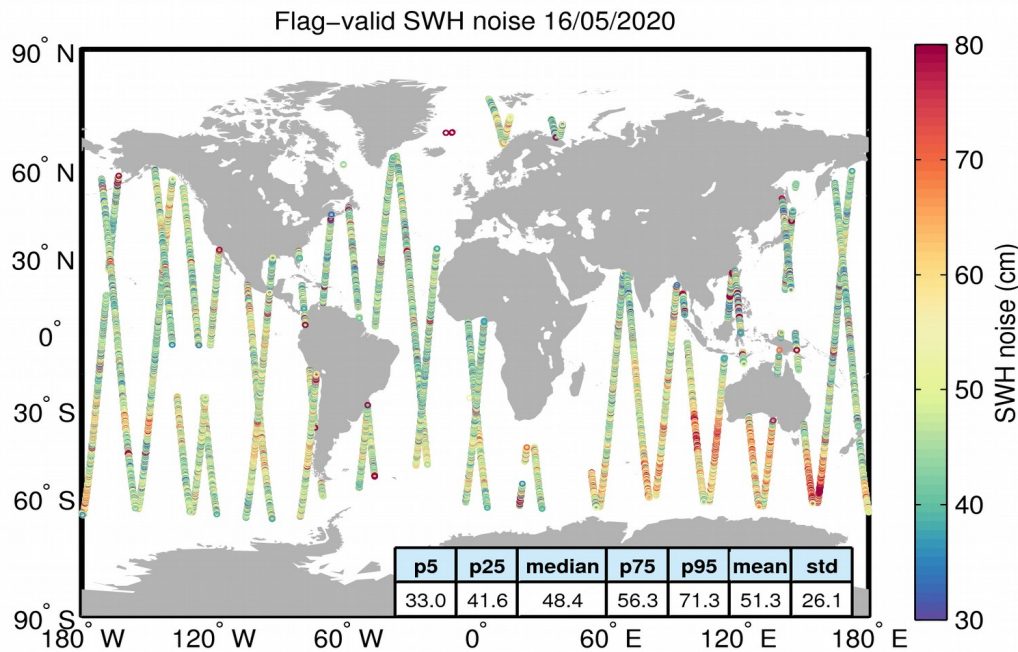 Flag−valid SWH noise 16/05/2020
90° N
60° N
30° N
0°
30° S
60° S
90° S
180° W
120° W
60° W
0°
60° E
120° E
180° E
p5 p25 median p75 p95 mean std
33.0 41.6 48.4 56.3 71.3 51.3 26.1
80
70
60
50
40
30
SWH noise (cm)